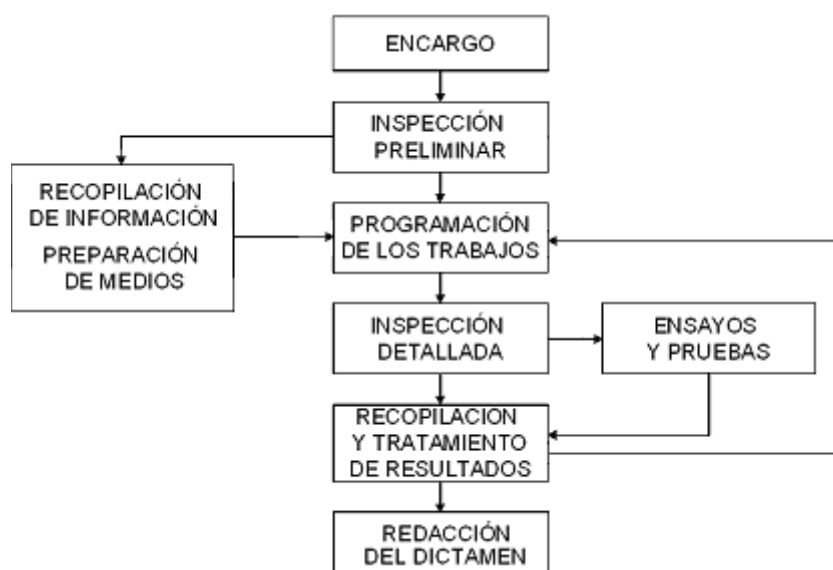 ENCARGO
INSPECCIÓN
PRELIMINAR
RECOPILACIÓN
DE INFORMACIÓN
PREPARACIÓN
DE MEDIOS
PROGRAMACIÓN
DE LOS TRABAJOS
INSPECCIÓN
DETALLADA
ENSAYOS
Y PRUEBAS
RECOPILACION
Y TRATAMIENTO
DE RESULTADOS
REDACCIÓN
DEL DICTAMEN